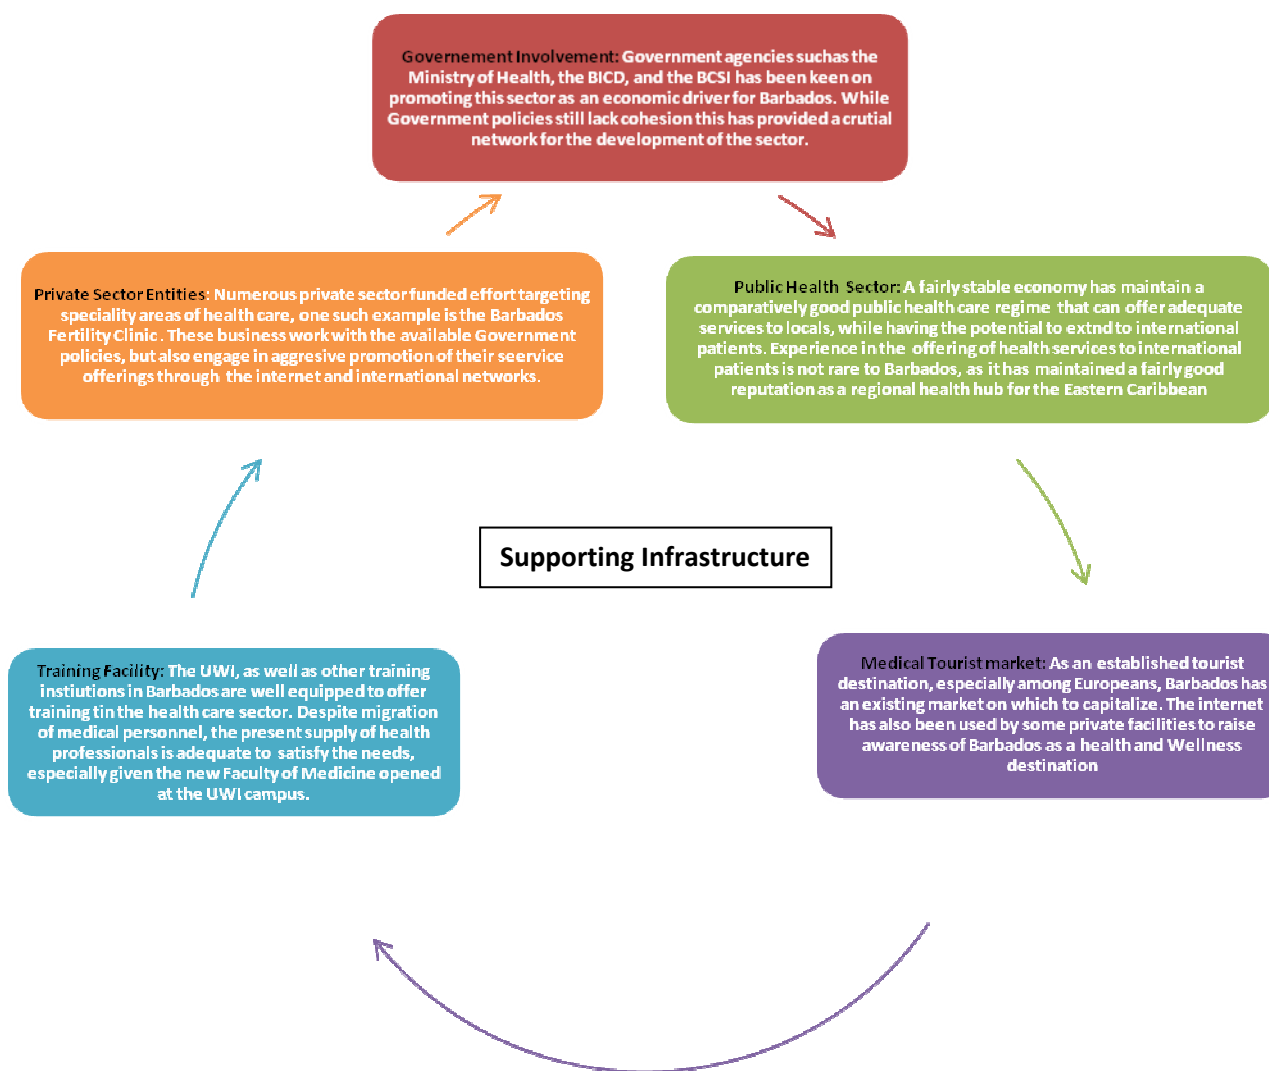 Governement Involvement: Government agencies suchas the
Ministry of Health, the BICD, and the BCSI has been keen on
promoting this sector as an economic driver for Barbados. While
Government policies still lack cohesion this has provided a crutial
network for the development of the sector.
Private Sector Entities: Numerous private sector funded effort targeting
speciality areas of health care, one such example is the Barbados
Fertility Clinic. These business work with the available Government
policies, but also engage in aggresive promotion of their seervice
offerings through the internet and international networks.
Public Health Sector: A fairly stable economy has maintain a
comparatively good public health care regime that can offer adequate
services to locals, while having the potential to extnd to international
patients. Experience in the offering of health services to international
patients is not rare to Barbados, as it has maintained a fairly good
reputation as a regional health hub for the Eastern Caribbean
Supporting Infrastructure
Training Facility: The UWI, as well as other training
instiutions in Barbados are well equipped to offer
training tin the health care sector. Despite migration
of medical personnel, the present supply of health
professionals is adequate to satisfy the needs,
especially given the new Faculty of Medicine opened
at the UWI campus.
Medical Tourist market: As an established tourist
destination, especially among Europeans, Barbados has
an existing market on which to capitalize. The internet
has also been used by some private facilities to raise
awareness of Barbados as a health and Wellness
destination